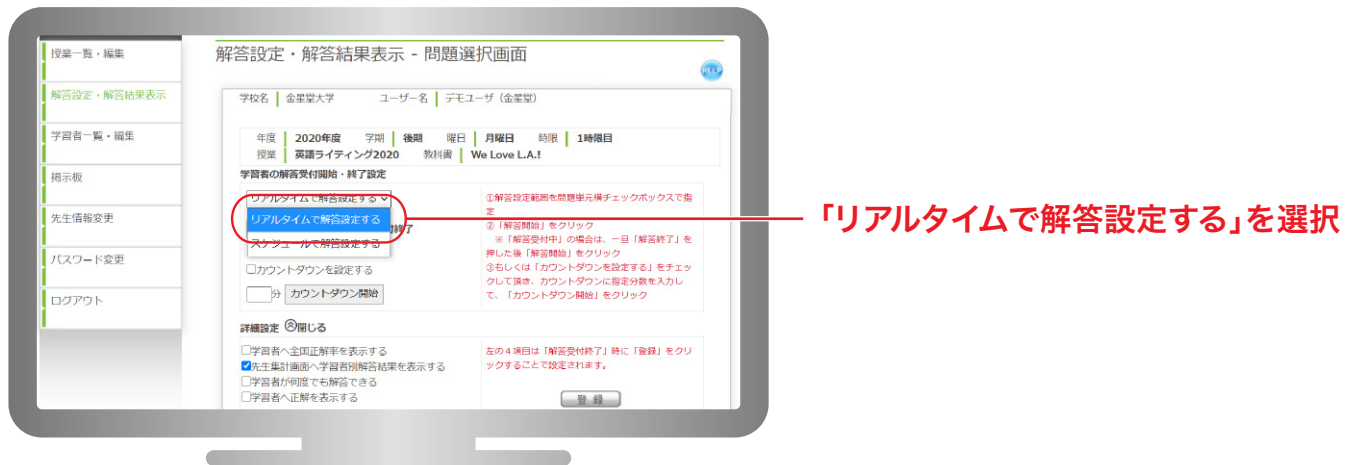 授業一覧・編集
解答設定・解答結果表示
学習者一覧・編集
掲示板
先生情報変更
パスワード変更
ログアウト
解答設定・解答結果表示 - 問題選択画面
HELP
学校名 金星堂大学 ユーザー名 デモユーザ（金星堂）
年度 2020年度 学期 後期 曜日 月曜日 時限 1時限目
授業 英語ライティング2020 教科書 We Love L.A.!
学習者の解答受付開始・終了設定
リアルタイムで解答設定する
リアルタイムで解答設定する
付終了
スケジュールで解答設定する
カウントダウンを設定する
分 カウントダウン開始
①解答設定範囲を問題単元横チェックボックスで指
定
②「解答開始」をクリック
※「解答受付中」の場合は、一旦「解答終了」を
押した後「解答開始」をクリック
③もしくは「カウントダウンを設定する」をチェッ
クして頂き、カウントダウンに指定分数を入力し
て、「カウントダウン開始」をクリック
詳細設定 閉じる
学習者へ全国正解率を表示する
先生集計画面へ学習者別解答結果を表示する
学習者が何度でも解答できる
学習者へ正解を表示する
左の４項目は「解答受付終了」時に「登録」をクリ
ックすることで設定されます。
登 録
「リアルタイムで解答設定する」を選択